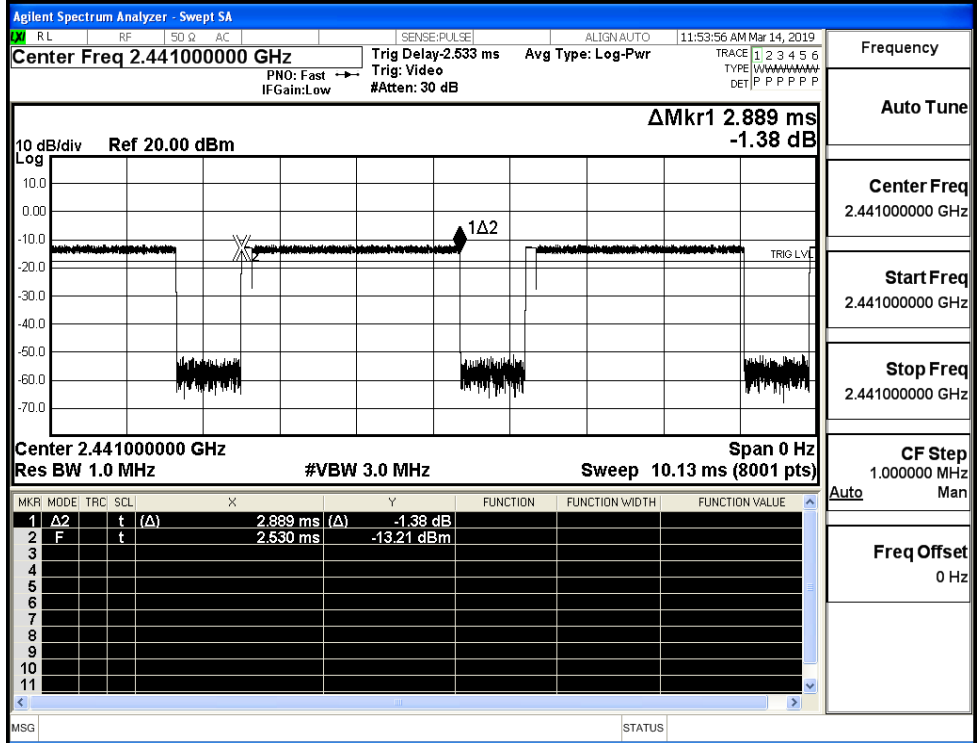 Agilent Spectrum Analyzer - Swept SA
LXI RL RF 50 Ω AC SENSE:PULSE ALIGN AUTO 11:53:56 AM Mar 14, 2019
Center Freq 2.441000000 GHz
PNO: Fast
IFGain:Low
Trig Delay-2.533 ms
Trig: Video
#Atten: 30 dB
Avg Type: Log-Pwr
TRACE 1 2 3 4 5 6
TYPE WWWWWW
DET P P P P P P
ΔMkr1 2.889 ms
-1.38 dB
10 dB/div Ref 20.00 dBm
Log
10.0
0.00
-10.0
-20.0
-30.0
-40.0
-50.0
-60.0
-70.0
2
1Δ2
TRIG LVL
Center 2.441000000 GHz Span 0 Hz
Res BW 1.0 MHz #VBW 3.0 MHz Sweep 10.13 ms (8001 pts)
MKR MODE TRC SCL X Y FUNCTION FUNCTION WIDTH FUNCTION VALUE
1 Δ2 t (Δ) 2.889 ms (Δ) -1.38 dB
2 F t 2.530 ms -13.21 dBm
3
4
5
6
7
8
9
10
11
MSG STATUS
Frequency
Auto Tune
Center Freq
2.441000000 GHz
Start Freq
2.441000000 GHz
Stop Freq
2.441000000 GHz
CF Step
1.000000 MHz
Auto Man
Freq Offset
0 Hz